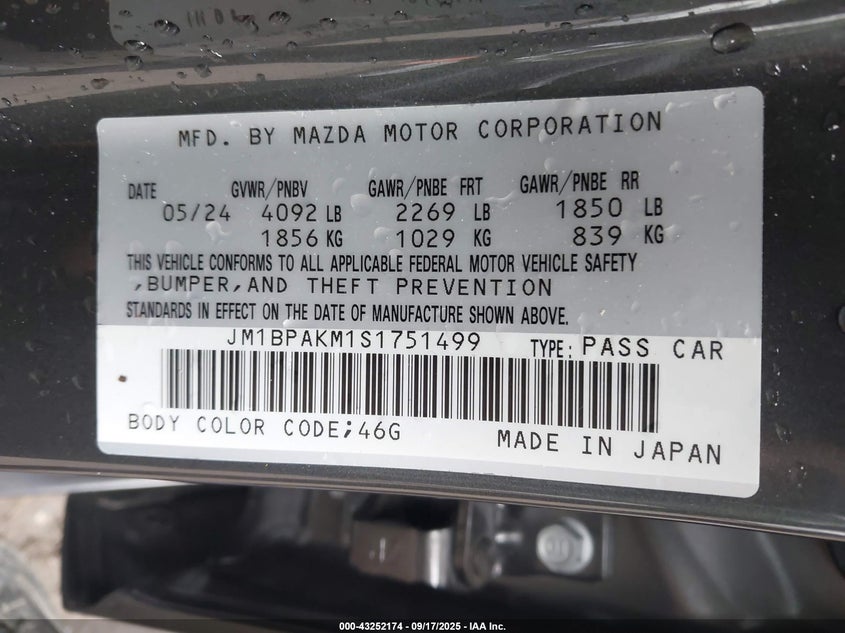 MFD. BY MAZDA MOTOR CORPORATION
DATE GVWR/PNBV GAWR/PNBE FRT GAWR/PNBE RR
05/24 4092 LB 2269 LB 1850 LB
1856 KG 1029 KG 839 KG
THIS VEHICLE CONFORMS TO ALL APPLICABLE FEDERAL MOTOR VEHICLE SAFETY
,BUMPER,AND THEFT PREVENTION
STANDARDS IN EFFECT ON THE DATE OF MANUFACTURE SHOWN ABOVE.
JM1BPAKM1S1751499 TYPE: PASS CAR
BODY COLOR CODE;46G MADE IN JAPAN
000-43252174 - 09/17/2025 - IAA Inc.